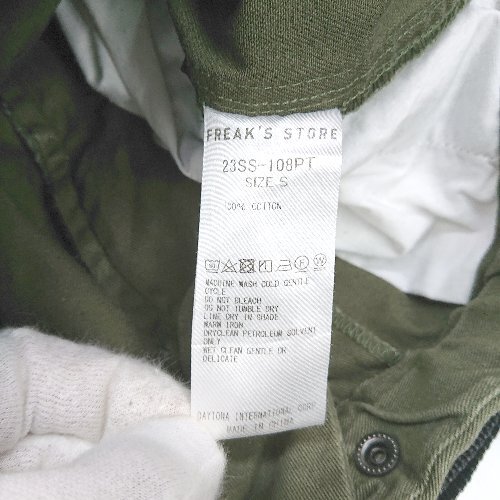 FREAK'S STORE
23SS-108PT
SIZE S
100% COTTON
MACHINE WASH COLD GENTLE
CYCLE
DO NOT BLEACH
DO NOT TUMBLE DRY
LINE DRY IN SHADE
WARM IRON
DRYCLEAN PETROLEUM SOLVENT
ONLY
WET CLEAN GENTLE OR
DELICATE
DAYTONA INTERNATIONAL CORP.
MADE IN CHINA